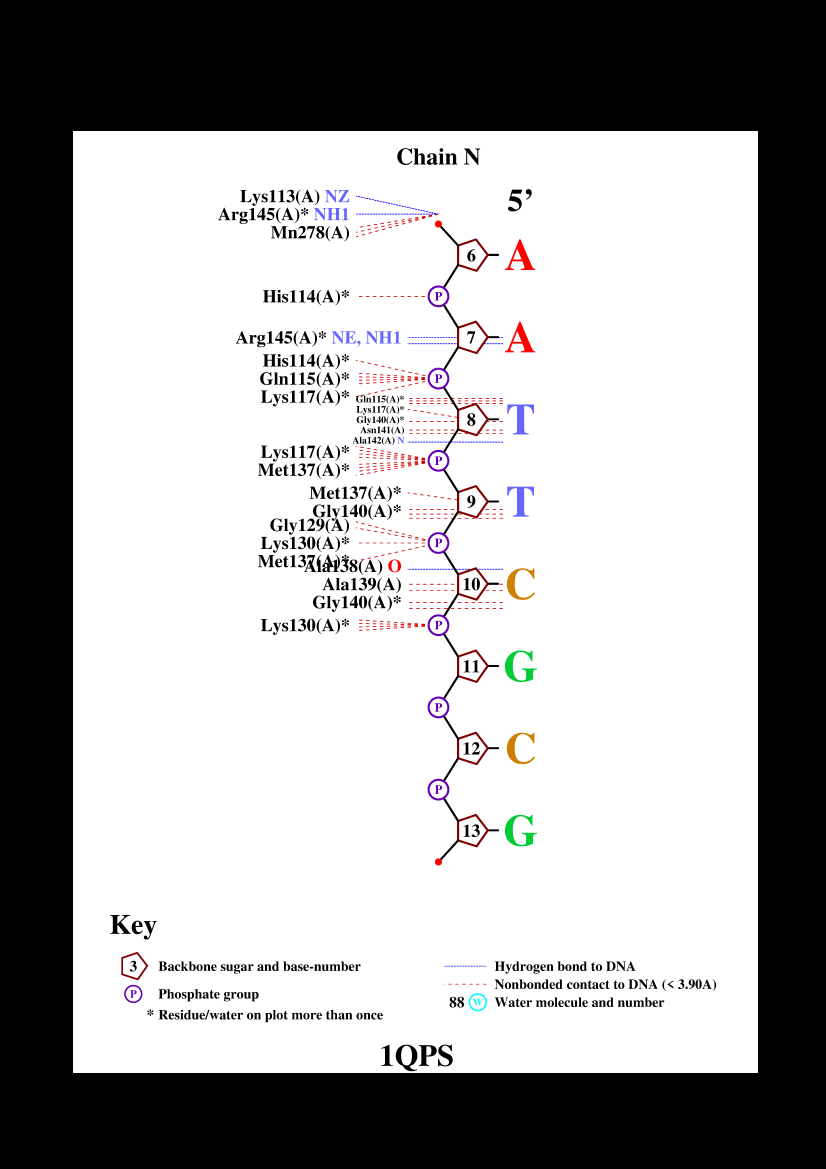 Chain N
5’
Lys113(A) NZ
Arg145(A)* NH1
Mn278(A)
6 A
P
His114(A)*
Arg145(A)* NE, NH1
7 A
His114(A)*
Gln115(A)*
P
Lys117(A)*
Gln115(A)*
Lys117(A)*
Gly140(A)*
8 T
Asn141(A)
Ala142(A) N
Lys117(A)*
P
Met137(A)*
Met137(A)*
9 T
Gly140(A)*
Gly129(A)
Lys130(A)*
P
Met137(A)*
Ala138(A) O
Ala139(A)
10 C
Gly140(A)*
Lys130(A)*
P
11 G
P
12 C
P
13 G
Key
3 Backbone sugar and base-number
P Phosphate group
* Residue/water on plot more than once
Hydrogen bond to DNA
Nonbonded contact to DNA (< 3.90A)
88 W Water molecule and number
1QPS